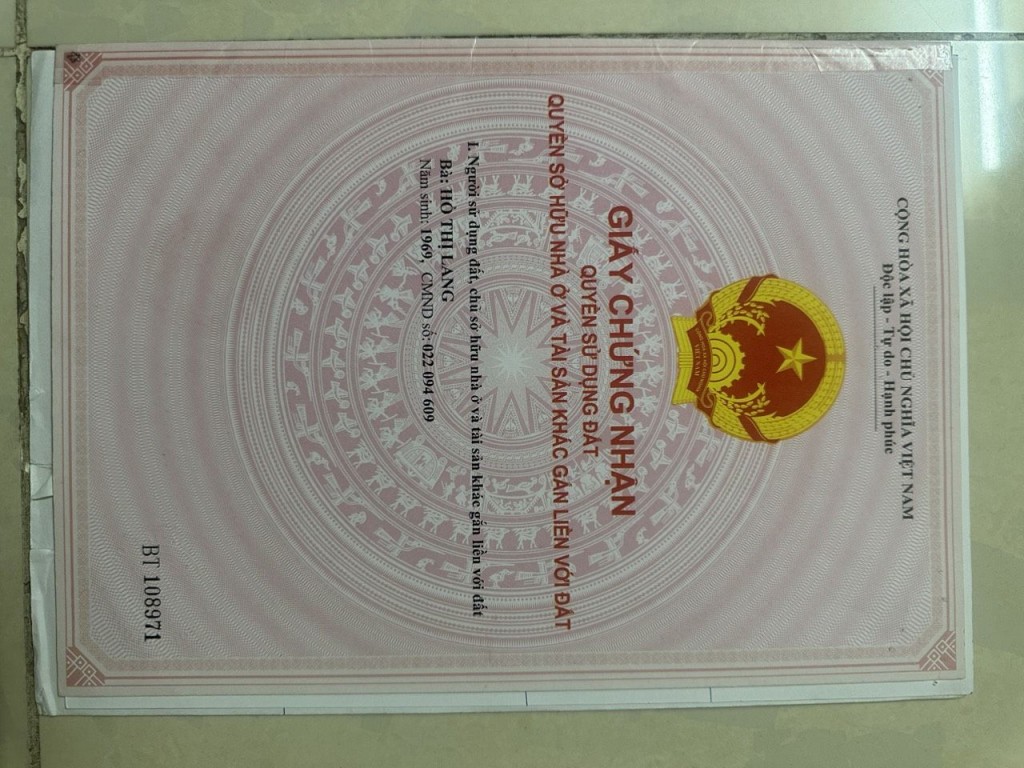 CỘNG HÒA XÃ HỘI CHỦ NGHĨA VIỆT NAM
Độc lập - Tự do - Hạnh phúc
VIỆT NAM
GIẤY CHỨNG NHẬN
QUYỀN SỬ DỤNG ĐẤT
QUYỀN SỞ HỮU NHÀ Ở VÀ TÀI SẢN KHÁC GẮN LIỀN VỚI ĐẤT
I. Người sử dụng đất, chủ sở hữu nhà ở và tài sản khác gắn liền với đất
Bà: HỒ THỊ LANG
Năm sinh: 1969, CMND số: 022 094 609
BT 108971